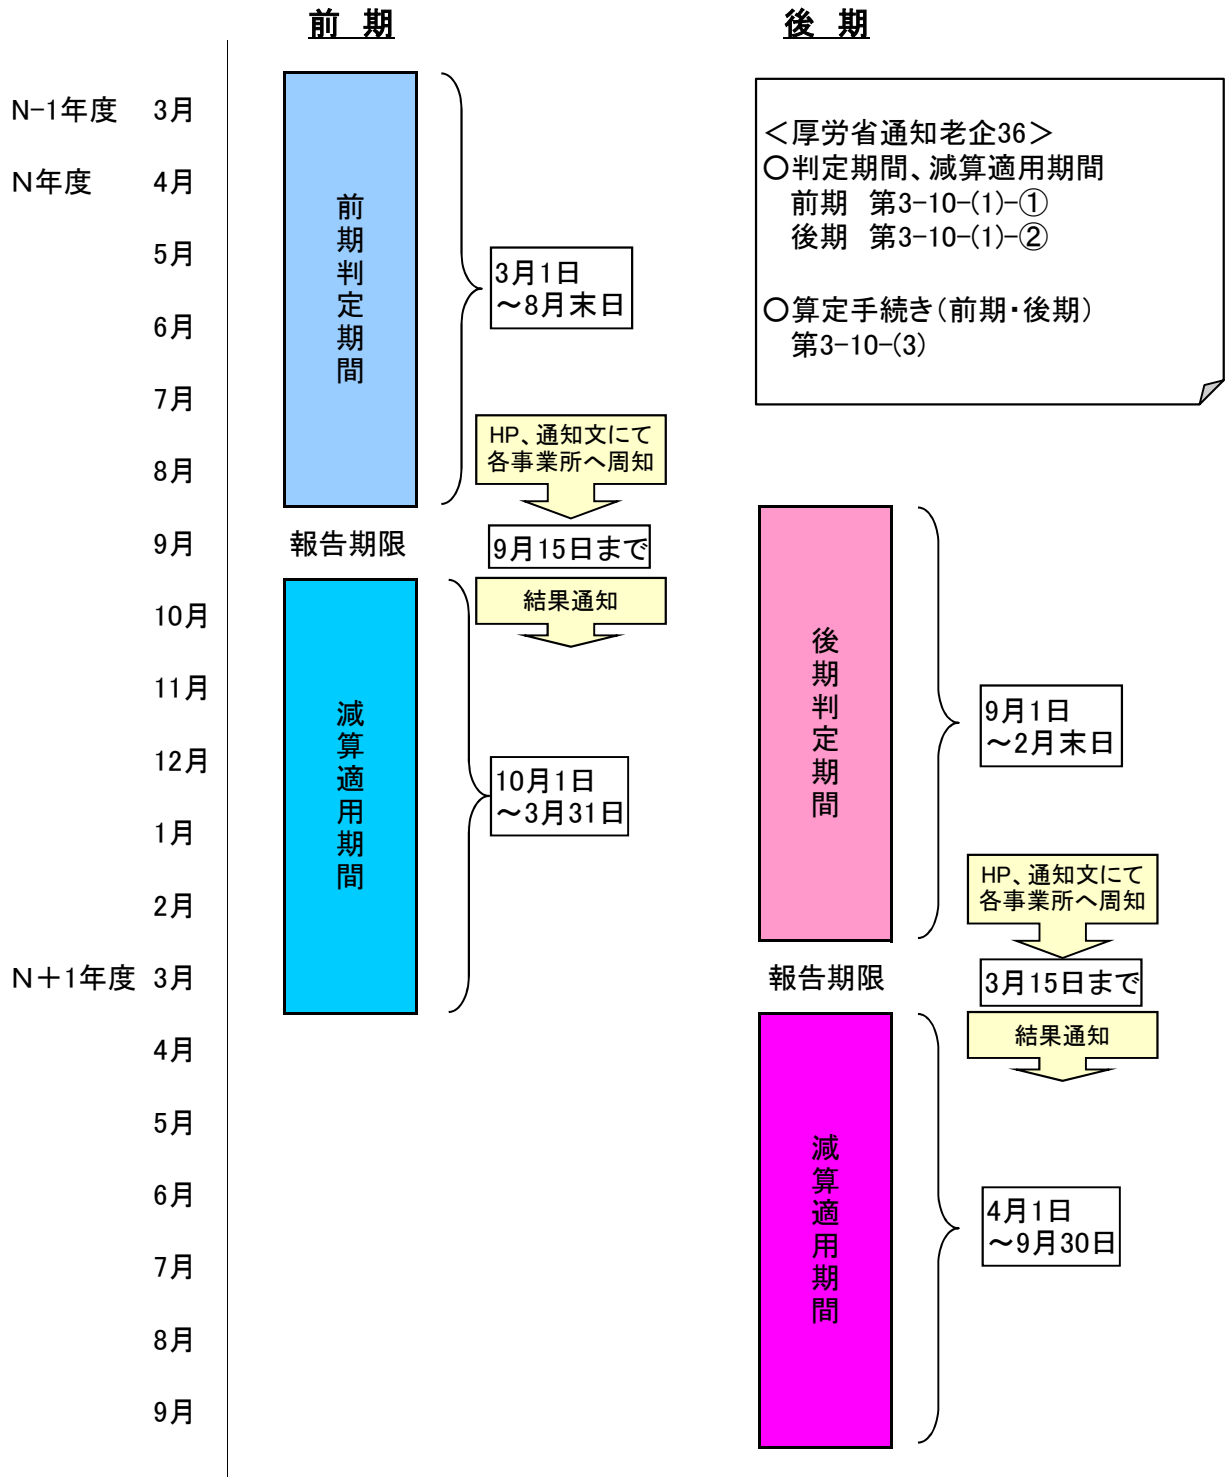 前 期
後 期
N-1年度 3月
N年度 4月
5月
6月
7月
8月
9月
10月
11月
12月
1月
2月
N+1年度 3月
4月
5月
6月
7月
8月
9月
前期判定期間
3月1日
～8月末日
HP、通知文にて
各事業所へ周知
報告期限
9月15日まで
結果通知
減算適用期間
10月1日
～3月31日
＜厚労省通知老企36＞
○判定期間、減算適用期間
前期 第3-10-(1)-①
後期 第3-10-(1)-②
○算定手続き（前期・後期）
第3-10-(3)
後期判定期間
9月1日
～2月末日
HP、通知文にて
各事業所へ周知
報告期限
3月15日まで
結果通知
減算適用期間
4月1日
～9月30日